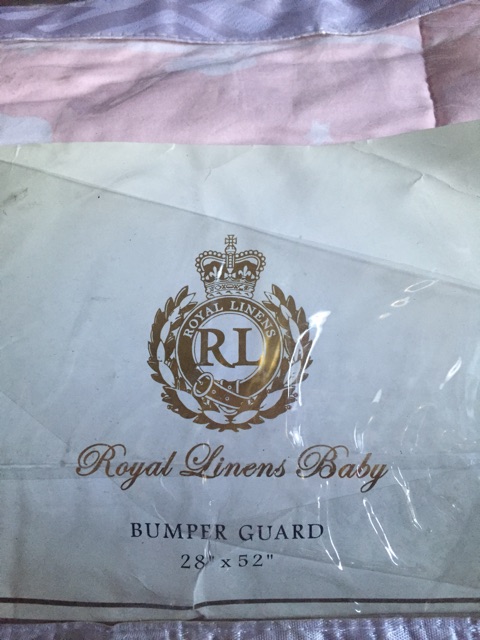 ROYAL LINENS
RL
Royal Linens Baby
BUMPER GUARD
28" x 52"